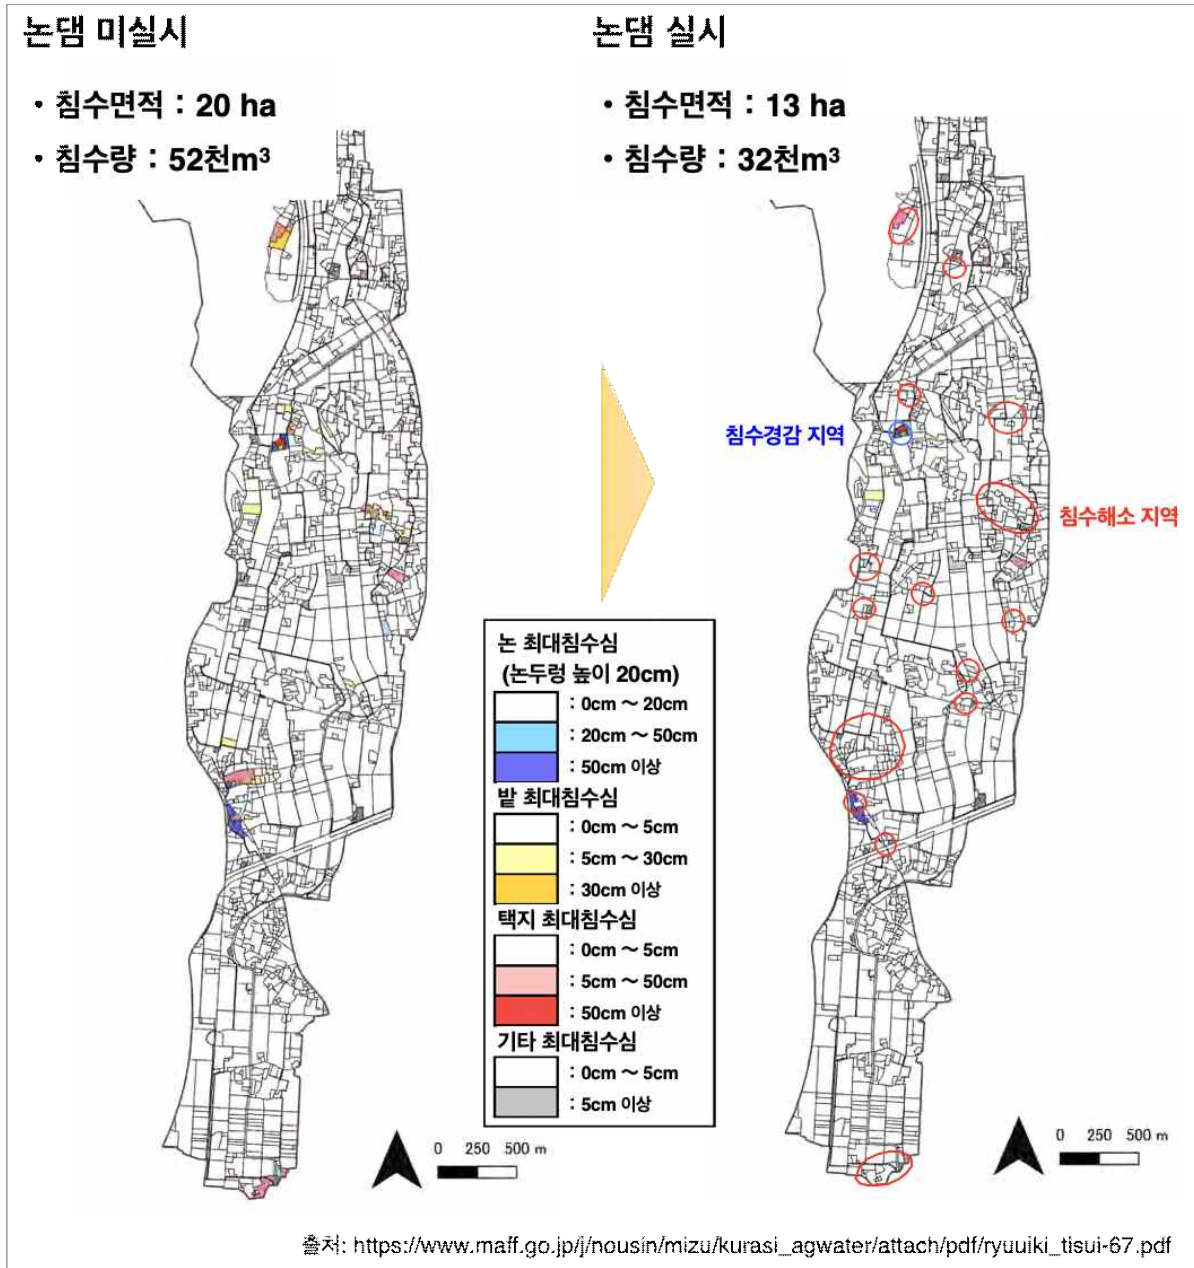 논댐 미실시
• 침수면적 : 20 ha
• 침수량 : 52천m³
논댐 실시
• 침수면적 : 13 ha
• 침수량 : 32천m³
침수경감 지역
침수해소 지역
논 최대침수심
(논두렁 높이 20cm)
: 0cm ～ 20cm
: 20cm ～ 50cm
: 50cm 이상
밭 최대침수심
: 0cm ～ 5cm
: 5cm ～ 30cm
: 30cm 이상
택지 최대침수심
: 0cm ～ 5cm
: 5cm ～ 50cm
: 50cm 이상
기타 최대침수심
: 0cm ～ 5cm
: 5cm 이상
0 250 500 m
0 250 500 m
출처: https://www.maff.go.jp/j/nousin/mizu/kurasi_agwater/attach/pdf/ryuuiki_tisui-67.pdf